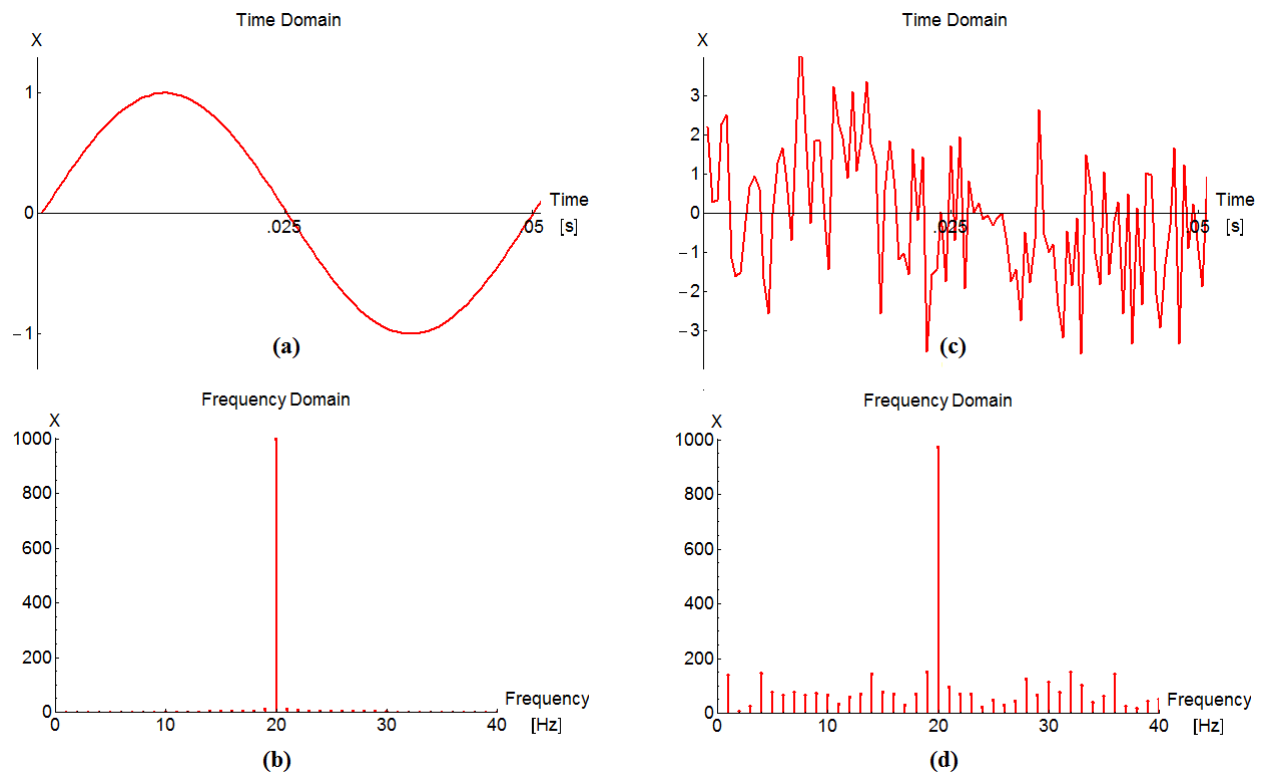 Time Domain
X
1
0
−1
.025
.05
Time
[s]
(a)
Frequency Domain
X
1000
800
600
400
200
0
0
10
20
30
40
Frequency
[Hz]
(b)
Time Domain
X
3
2
1
0
−1
−2
−3
.025
.05
Time
[s]
(c)
Frequency Domain
X
1000
800
600
400
200
0
0
10
20
30
40
Frequency
[Hz]
(d)